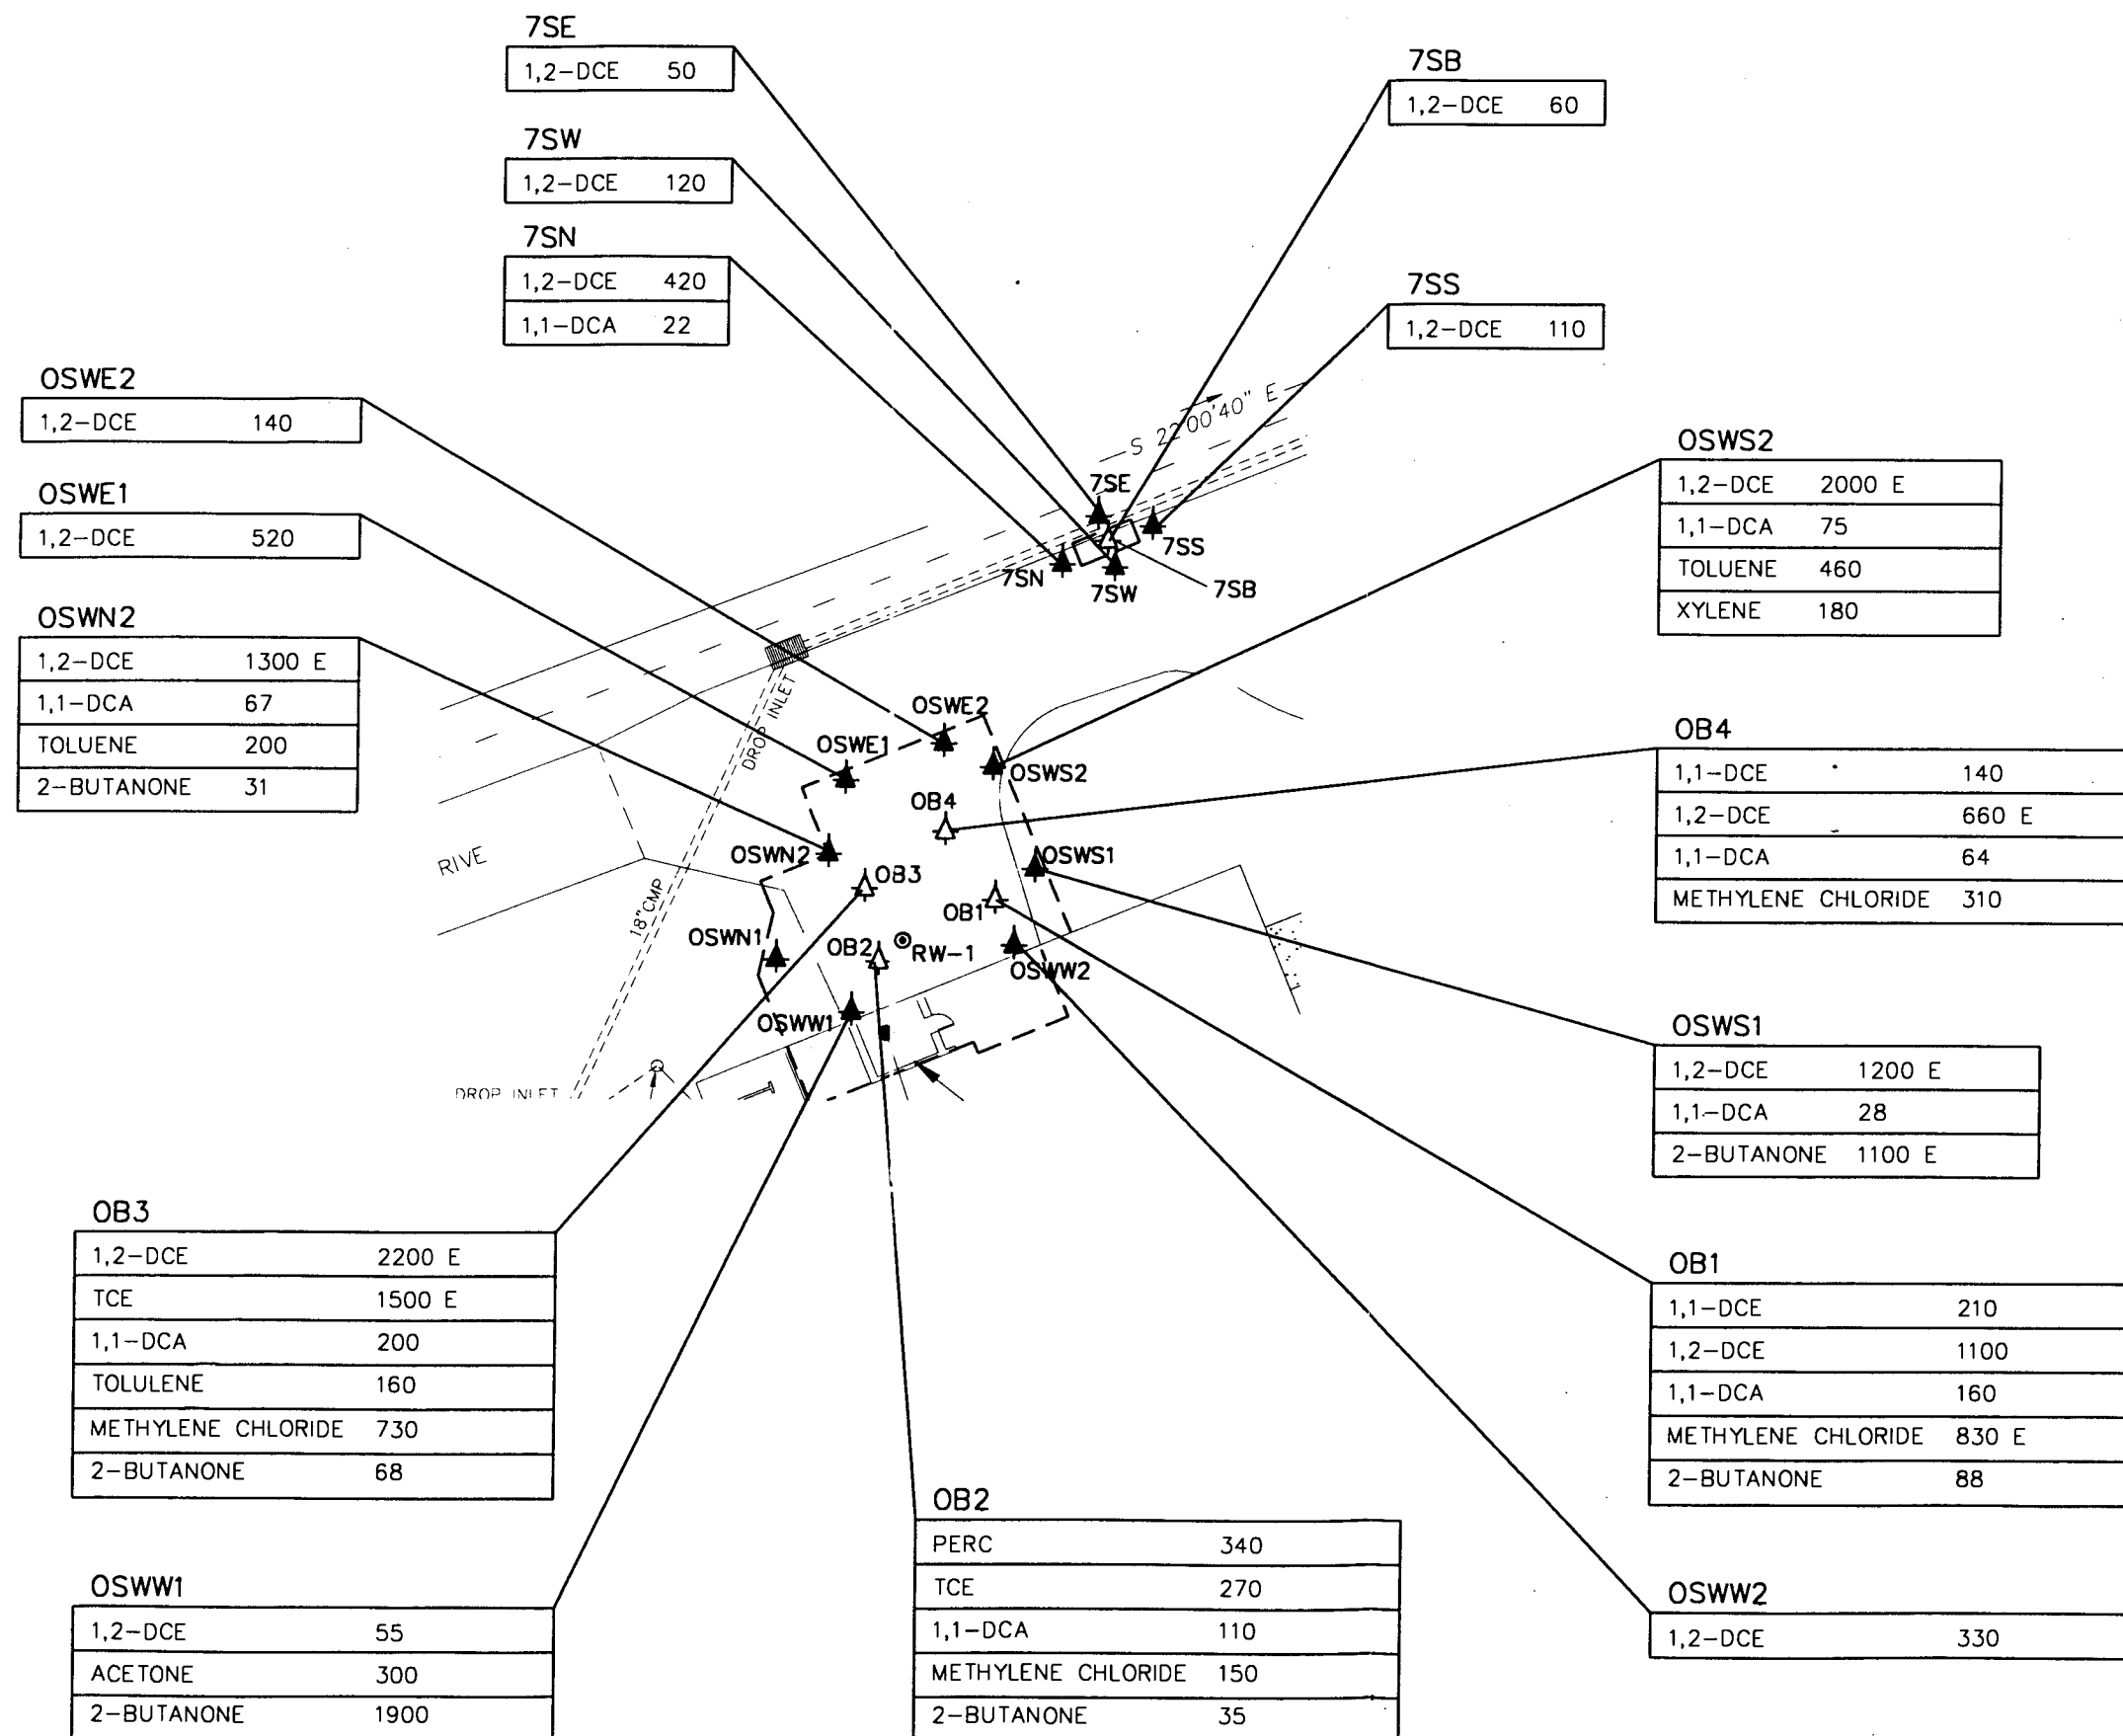 7SE
1,2-DCE 50
7SW
1,2-DCE 120
7SN
1,2-DCE 420
1,1-DCA 22
7SB
1,2-DCE 60
7SS
1,2-DCE 110
OSWE2
1,2-DCE 140
OSWE1
1,2-DCE 520
OSWN2
1,2-DCE 1300 E
1,1-DCA 67
TOLUENE 200
2-BUTANONE 31
OSWS2
1,2-DCE 2000 E
1,1-DCA 75
TOLUENE 460
XYLENE 180
OB4
1,1-DCE 140
1,2-DCE 660 E
1,1-DCA 64
METHYLENE CHLORIDE 310
OSWS1
1,2-DCE 1200 E
1,1-DCA 28
2-BUTANONE 1100 E
OB1
1,1-DCE 210
1,2-DCE 1100
1,1-DCA 160
METHYLENE CHLORIDE 830 E
2-BUTANONE 88
OSWW2
1,2-DCE 330
OB3
1,2-DCE 2200 E
TCE 1500 E
1,1-DCA 200
TOLULENE 160
METHYLENE CHLORIDE 730
2-BUTANONE 68
OSWW1
1,2-DCE 55
ACETONE 300
2-BUTANONE 1900
OB2
PERC 340
TCE 270
1,1-DCA 110
METHYLENE CHLORIDE 150
2-BUTANONE 35
S 22°00'40" E
7SE
7SS
7SN
7SW
7SB
DROP INLET
OSWE2
OSWE1
OSWS2
OB4
OSWN2
OSWS1
OB3
OB1
RIVE
18"CMP
OSWN1
OB2
RW-1
OSWW2
OSWW1
DROP INLET